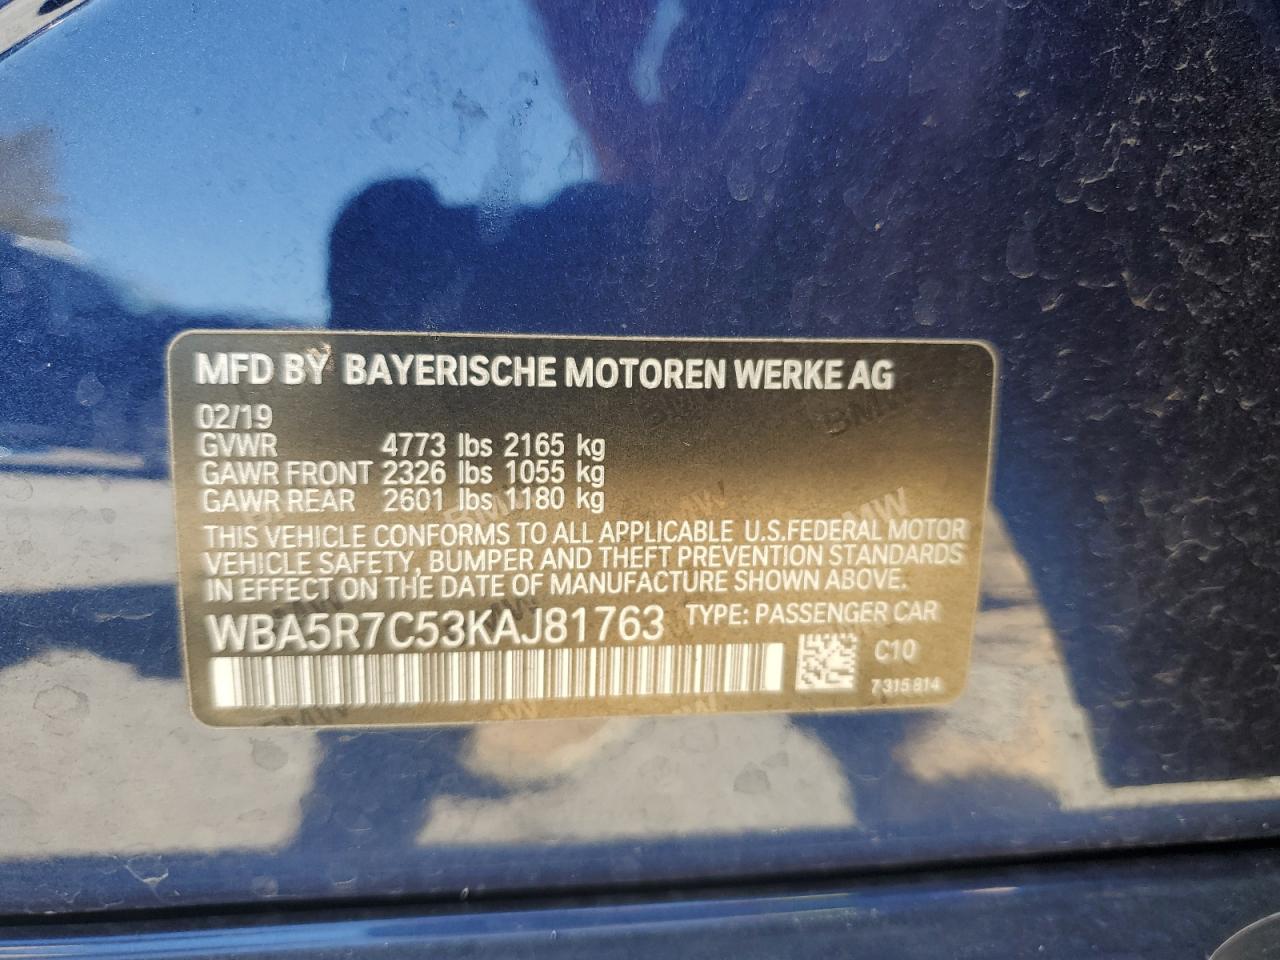 MFD BY BAYERISCHE MOTOREN WERKE AG
02/19
GVWR 4773 lbs 2165 kg
GAWR FRONT 2326 lbs 1055 kg
GAWR REAR 2601 lbs 1180 kg
THIS VEHICLE CONFORMS TO ALL APPLICABLE U.S.FEDERAL MOTOR
VEHICLE SAFETY, BUMPER AND THEFT PREVENTION STANDARDS
IN EFFECT ON THE DATE OF MANUFACTURE SHOWN ABOVE.
WBA5R7C53KAJ81763 TYPE: PASSENGER CAR
C10
7315814